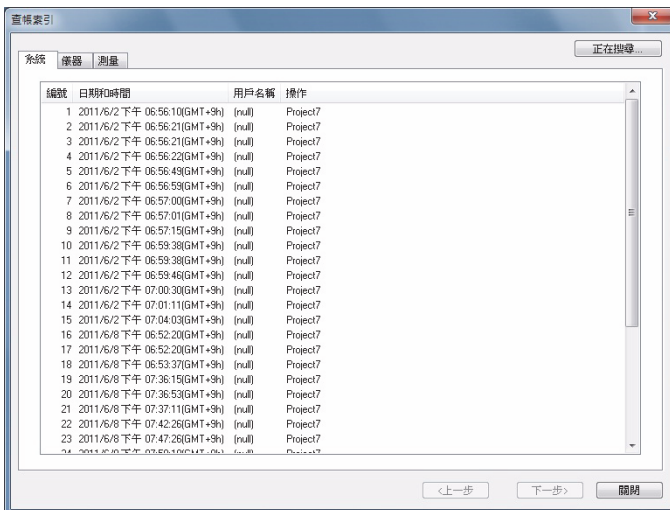 查帳索引
正在搜尋...
系統 儀器 測量
編號 日期和時間 用戶名稱 操作
1 2011/6/2 下午 06:56:10(GMT+9h) (null) Project7
2 2011/6/2 下午 06:56:21(GMT+9h) (null) Project7
3 2011/6/2 下午 06:56:21(GMT+9h) (null) Project7
4 2011/6/2 下午 06:56:22(GMT+9h) (null) Project7
5 2011/6/2 下午 06:56:49(GMT+9h) (null) Project7
6 2011/6/2 下午 06:56:59(GMT+9h) (null) Project7
7 2011/6/2 下午 06:57:00(GMT+9h) (null) Project7
8 2011/6/2 下午 06:57:01(GMT+9h) (null) Project7
9 2011/6/2 下午 06:57:15(GMT+9h) (null) Project7
10 2011/6/2 下午 06:59:38(GMT+9h) (null) Project7
11 2011/6/2 下午 06:59:38(GMT+9h) (null) Project7
12 2011/6/2 下午 06:59:46(GMT+9h) (null) Project7
13 2011/6/2 下午 07:00:30(GMT+9h) (null) Project7
14 2011/6/2 下午 07:01:11(GMT+9h) (null) Project7
15 2011/6/2 下午 07:04:03(GMT+9h) (null) Project7
16 2011/6/8 下午 06:52:20(GMT+9h) (null) Project7
17 2011/6/8 下午 06:52:20(GMT+9h) (null) Project7
18 2011/6/8 下午 06:53:37(GMT+9h) (null) Project7
19 2011/6/8 下午 07:36:15(GMT+9h) (null) Project7
20 2011/6/8 下午 07:36:53(GMT+9h) (null) Project7
21 2011/6/8 下午 07:37:11(GMT+9h) (null) Project7
22 2011/6/8 下午 07:42:26(GMT+9h) (null) Project7
23 2011/6/8 下午 07:47:26(GMT+9h) (null) Project7
<上一步 下一步> 關閉